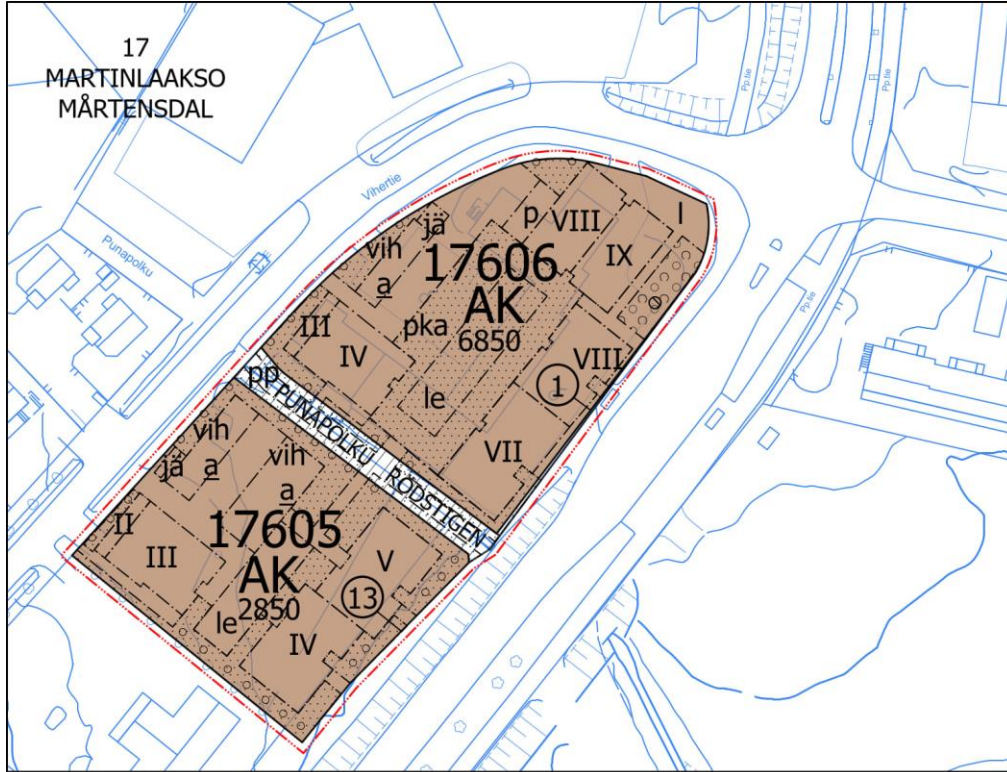 17
MARTINLAAKSO
MÅRTENSDAL
Pp.tie
Pp.tie
Vihertie
Punapolku
I
p
VIII
jä
vih
IX
17606
a
AK
pka
6850
III
IV
VIII
1
le
pp
PUNAPOLKU - RÖDSTIGEN
VII
vih
vih
jä
a
a
II
17605
III
AK
V
2850
13
le
IV
Pp.tie